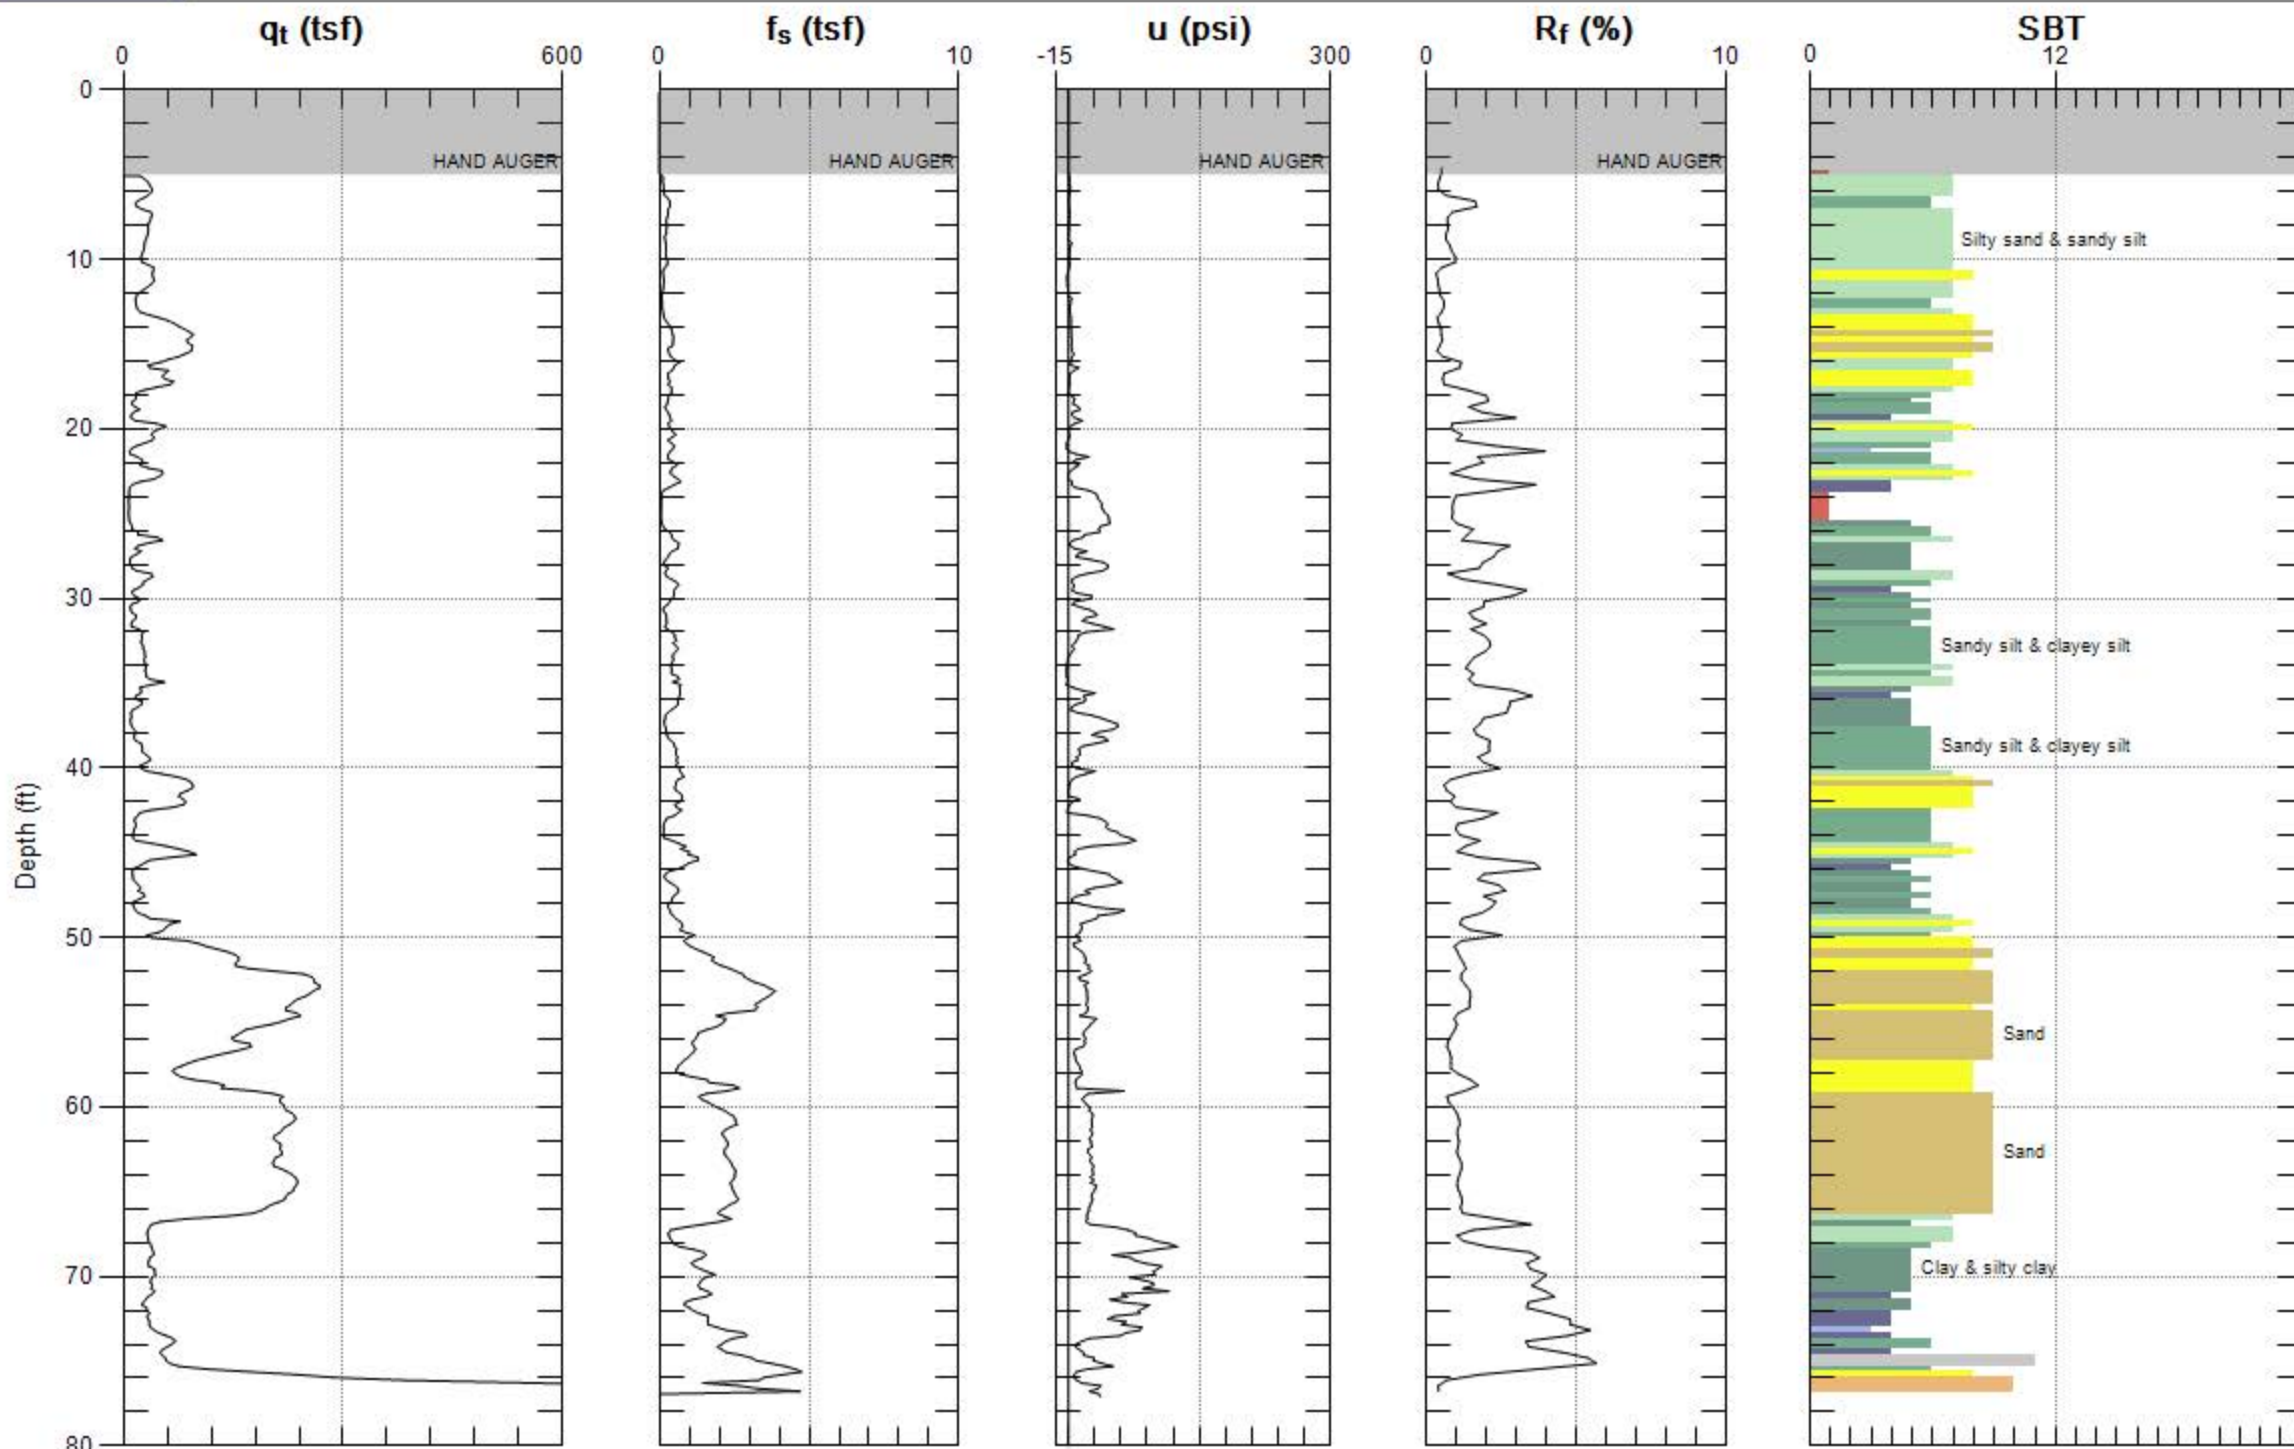 qt (tsf) fs (tsf) u (psi) Rf (%) SBT
0 600 0 10 -15 300 0 10 0 12
0
HAND AUGER HAND AUGER HAND AUGER HAND AUGER
Silty sand & sandy silt
10
20
30
Sandy silt & clayey silt
Sandy silt & clayey silt
40
Depth (ft)
50
Sand
60
Sand
Clay & silty clay
70
80